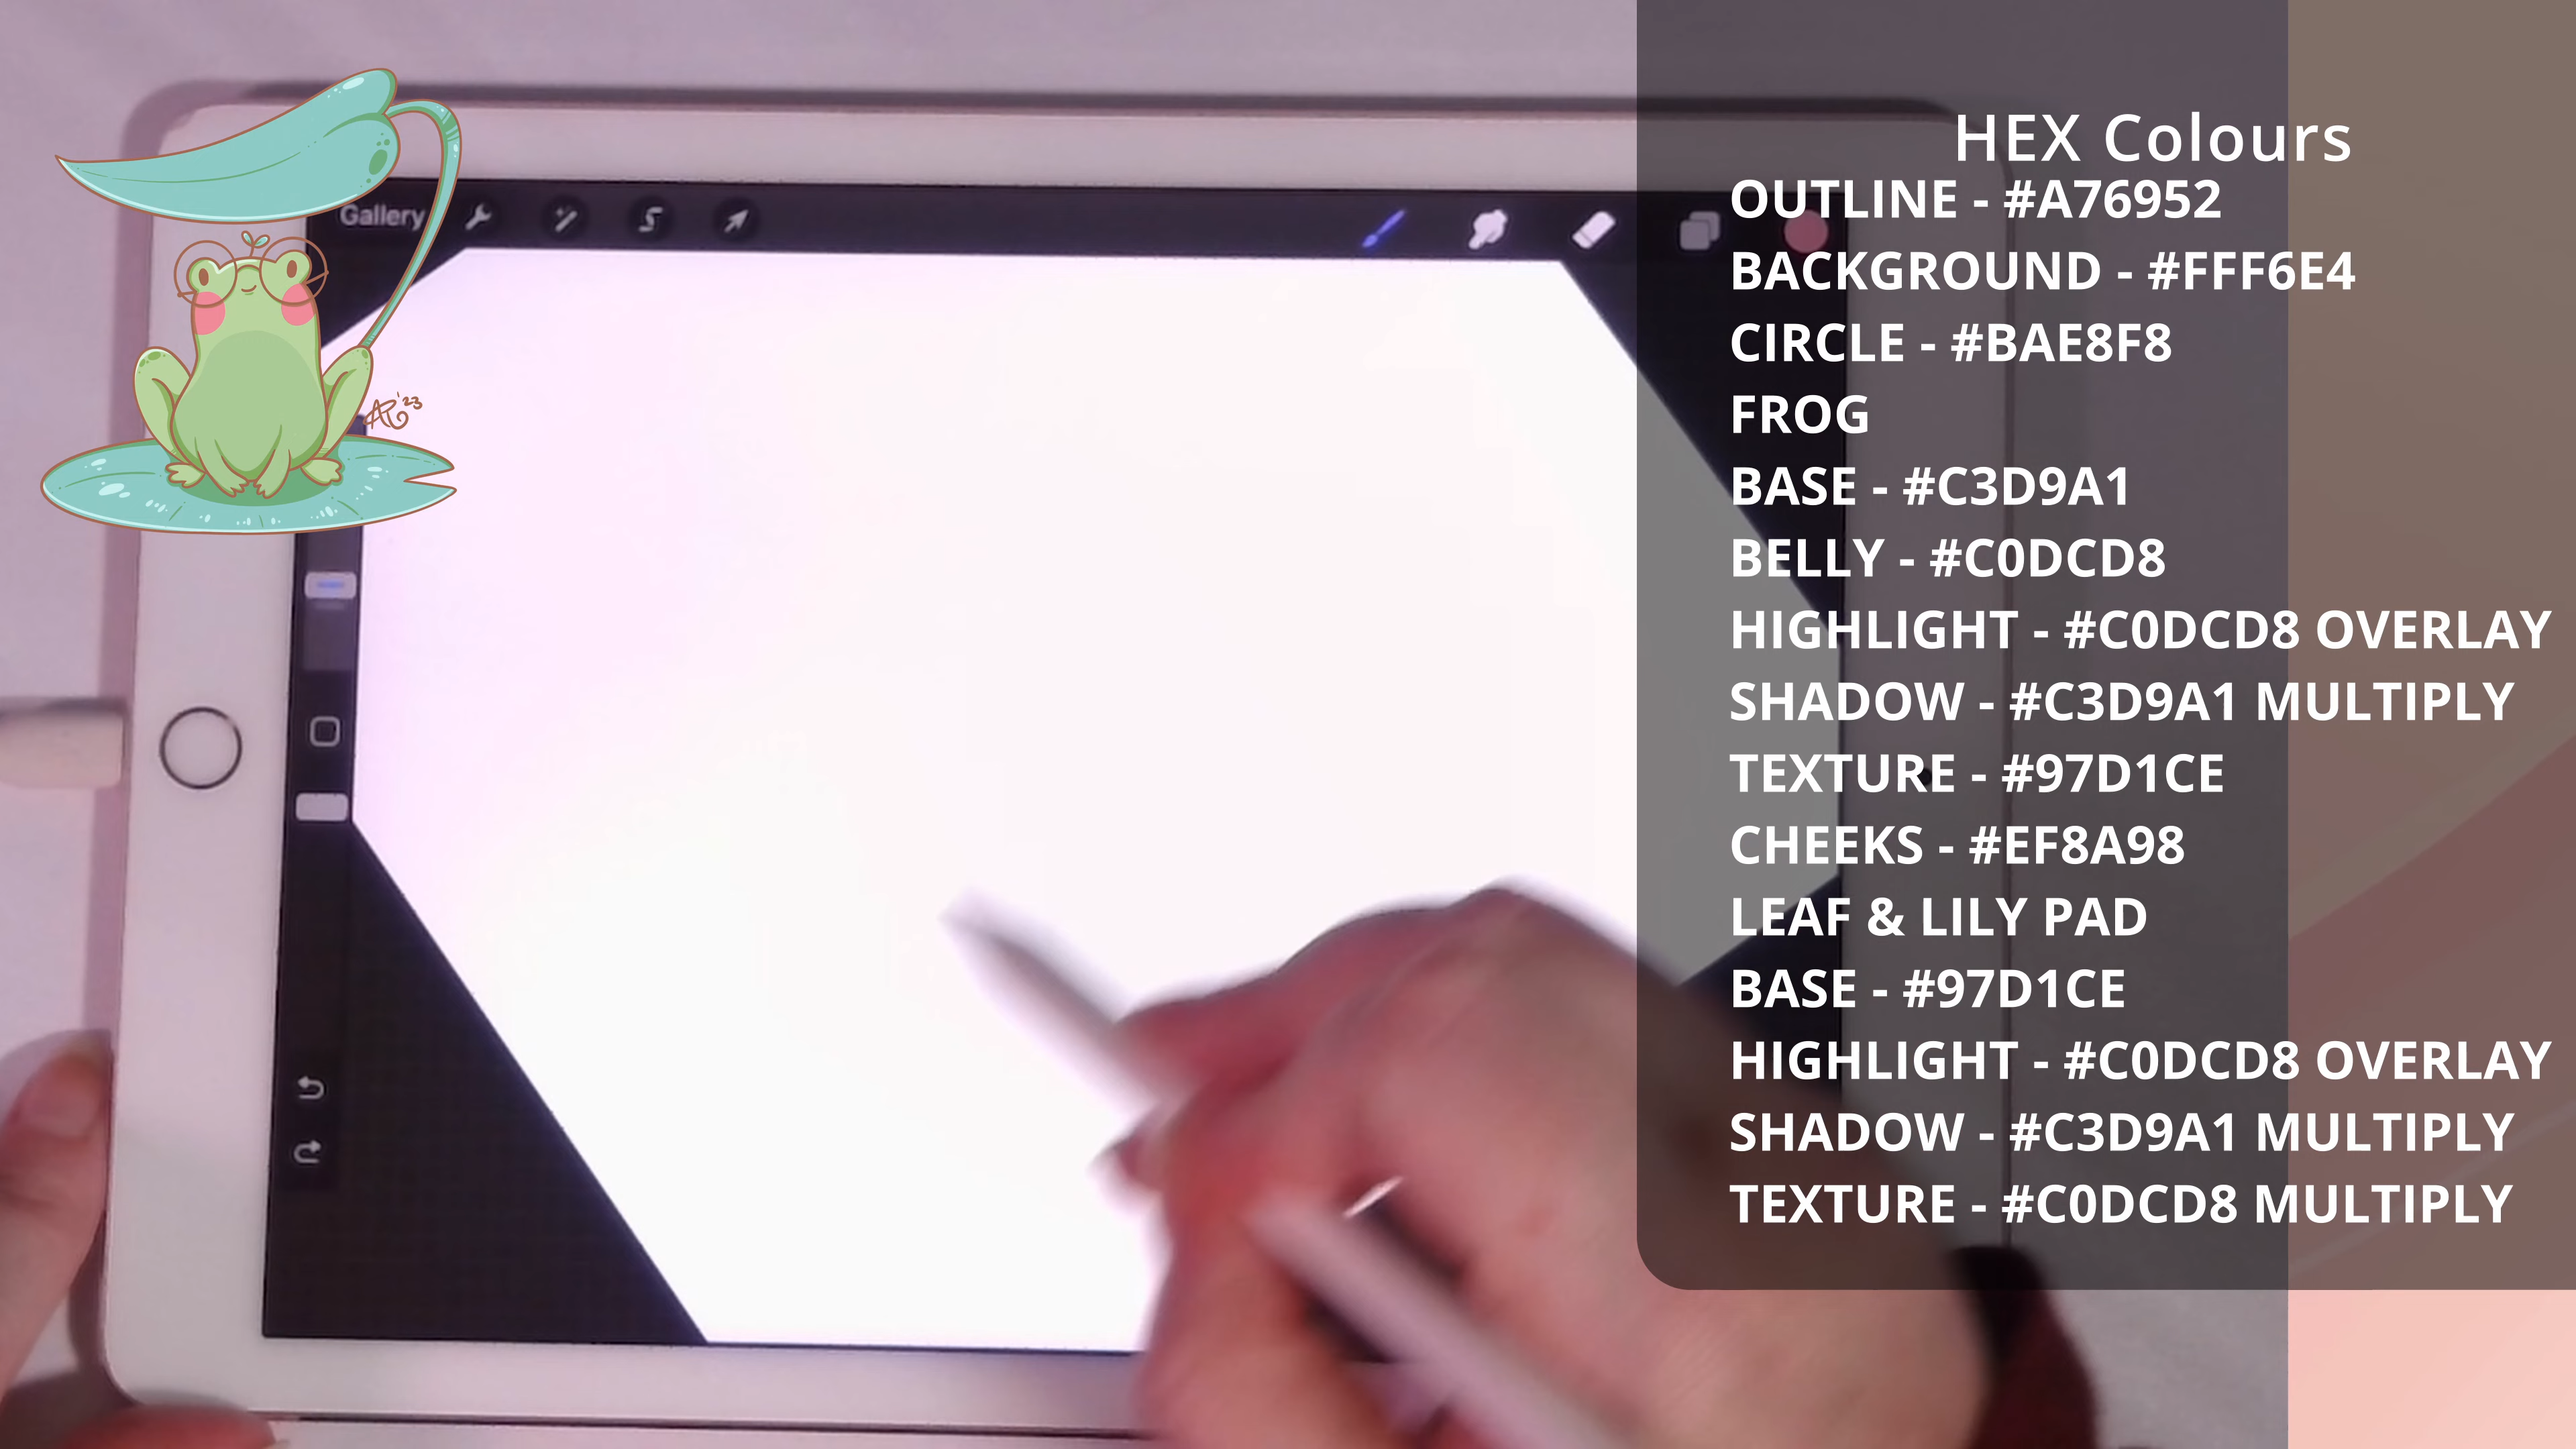 HEX Colours
OUTLINE - #A76952
BACKGROUND - #FFF6E4
CIRCLE - #BAE8F8
FROG
BASE - #C3D9A1
BELLY - #C0DCD8
HIGHLIGHT - #C0DCD8 OVERLAY
SHADOW - #C3D9A1 MULTIPLY
TEXTURE - #97D1CE
CHEEKS - #EF8A98
LEAF & LILY PAD
BASE - #97D1CE
HIGHLIGHT - #C0DCD8 OVERLAY
SHADOW - #C3D9A1 MULTIPLY
TEXTURE - #C0DCD8 MULTIPLY
Gallery
'23